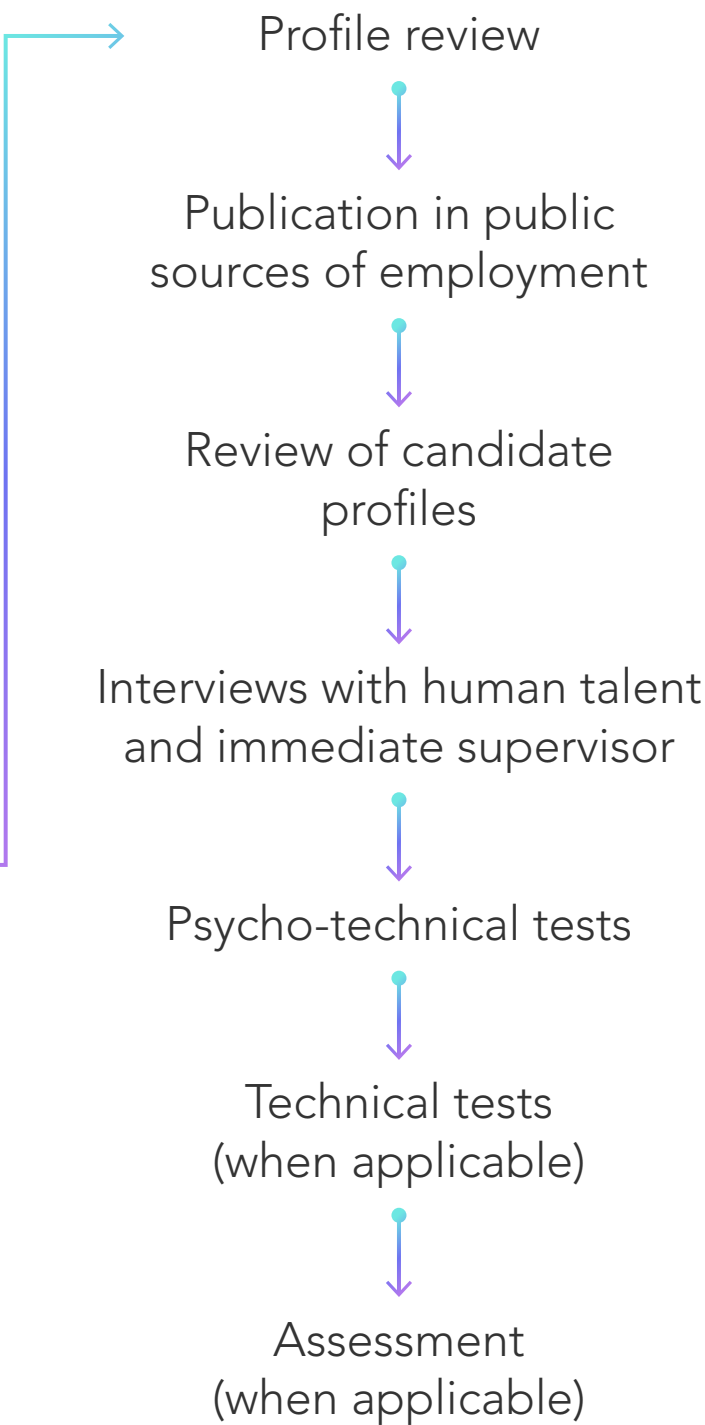 Profile review
Publication in public
sources of employment
Review of candidate
profiles
Interviews with human talent
and immediate supervisor
Psycho-technical tests
Technical tests
(when applicable)
Assessment
(when applicable)